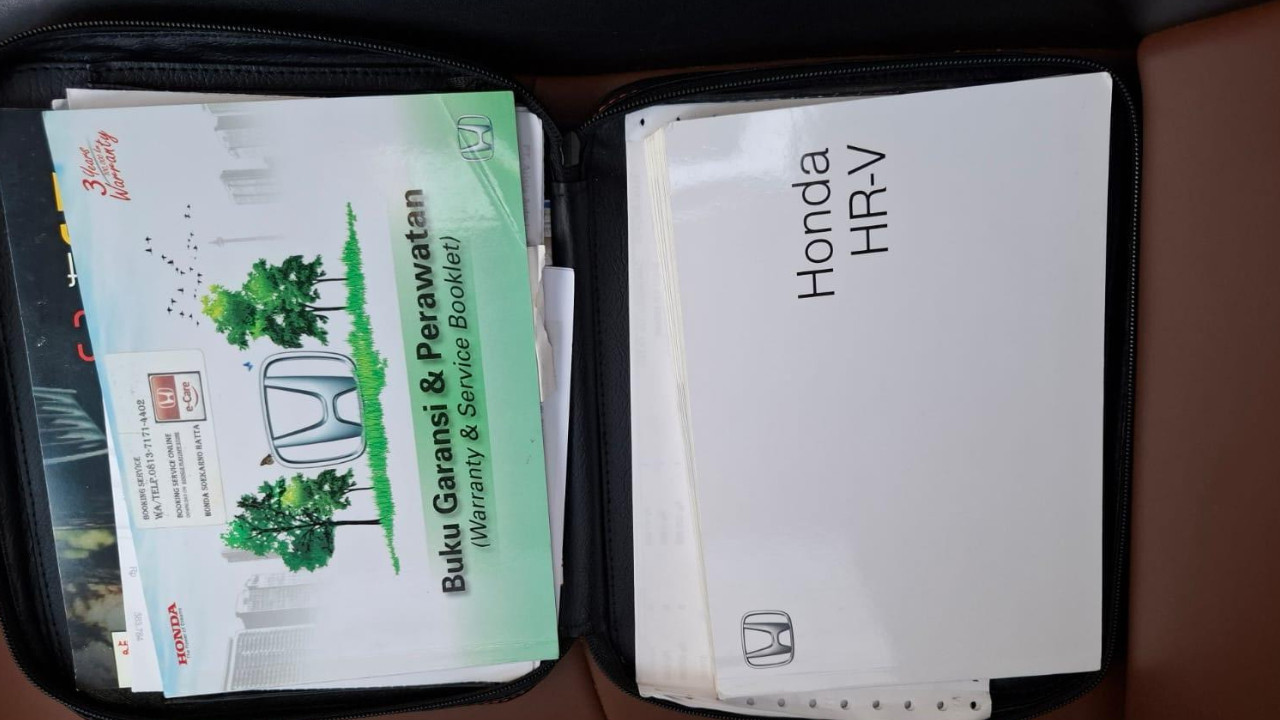 3 Years
Warranty
BOOKING SERVICE
WA/TELP.0813-7171-4402
BOOKING SERVICE ONLINE
HONDA SOEKARNO HATTA
e-Care
HONDA
Buku Garansi & Perawatan
(Warranty & Service Booklet)
Honda
HR-V